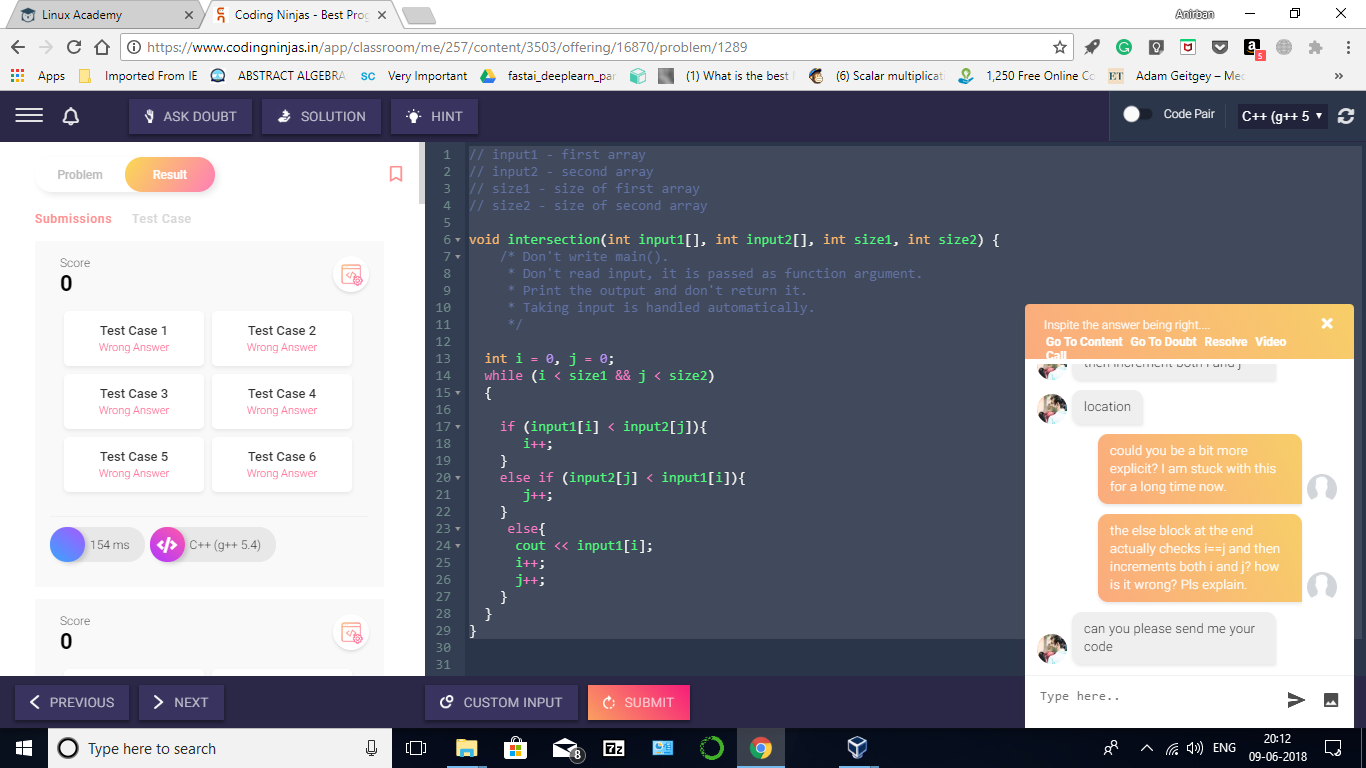 Linux Academy
Coding Ninjas - Best Prog
Anirban
https://www.codingninjas.in/app/classroom/me/257/content/3503/offering/16870/problem/1289
5
Apps
Imported From IE
ABSTRACT ALGEBRA
SC Very Important
fastai_deeplearn_par
(1) What is the best
(6) Scalar multiplicat
1,250 Free Online Co
ET Adam Geitgey – Med
»
ASK DOUBT
SOLUTION
HINT
Code Pair
C++ (g++ 5
Problem
Result
Submissions
Test Case
Score
0
Test Case 1
Wrong Answer
Test Case 2
Wrong Answer
Test Case 3
Wrong Answer
Test Case 4
Wrong Answer
Test Case 5
Wrong Answer
Test Case 6
Wrong Answer
154 ms
C++ (g++ 5.4)
Score
0
1 // input1 - first array
2 // input2 - second array
3 // size1 - size of first array
4 // size2 - size of second array
5
6 void intersection(int input1[], int input2[], int size1, int size2) {
7 /* Don't write main().
8 * Don't read input, it is passed as function argument.
9 * Print the output and don't return it.
10 * Taking input is handled automatically.
11 */
12
13 int i = 0, j = 0;
14 while (i < size1 && j < size2)
15 {
16
17 if (input1[i] < input2[j]){
18 i++;
19 }
20 else if (input2[j] < input1[i]){
21 j++;
22 }
23 else{
24 cout << input1[i];
25 i++;
26 j++;
27 }
28 }
29 }
30
31
Inspite the answer being right....
Go To Content Go To Doubt Resolve Video
Call
then increment both i and j
location
could you be a bit more
explicit? I am stuck with this
for a long time now.
the else block at the end
actually checks i==j and then
increments both i and j? how
is it wrong? Pls explain.
can you please send me your
code
Type here..
PREVIOUS
NEXT
CUSTOM INPUT
SUBMIT
Type here to search
8
7z
ENG
20:12
09-06-2018